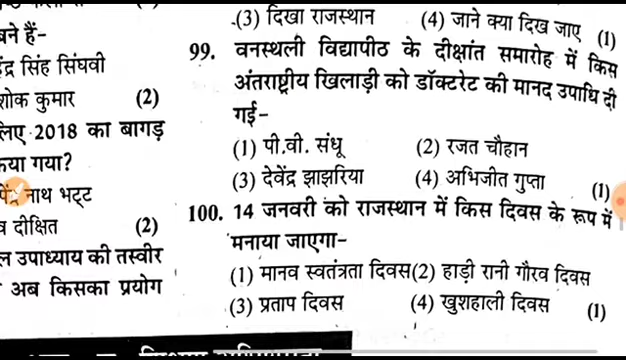 बने हैं-
सिंह सिंघवी
कुमार (2)
2018 का बागड़
गया?
नाथ भट्ट
दीक्षित (2)
उपाध्याय की तस्वीर
अब किसका प्रयोग
(3) दिखा राजस्थान (4) जाने क्या दिख जाए (1)
99. वनस्थली विद्यापीठ के दीक्षांत समारोह में किस
अंतराष्ट्रीय खिलाड़ी को डॉक्टरेट की मानद उपाधि दी
गई-
(1) पी.वी. संधू (2) रजत चौहान
(3) देवेंद्र झाझरिया (4) अभिजीत गुप्ता (1)
100. 14 जनवरी को राजस्थान में किस दिवस के रूप में
मनाया जाएगा-
(1) मानव स्वतंत्रता दिवस(2) हाड़ी रानी गौरव दिवस
(3) प्रताप दिवस (4) खुशहाली दिवस (1)